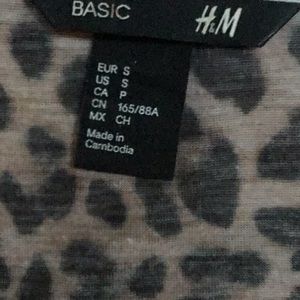 BASIC H&M
EUR S
US S
CA P
CN 165/88A
MX CH
Made in
Cambodia